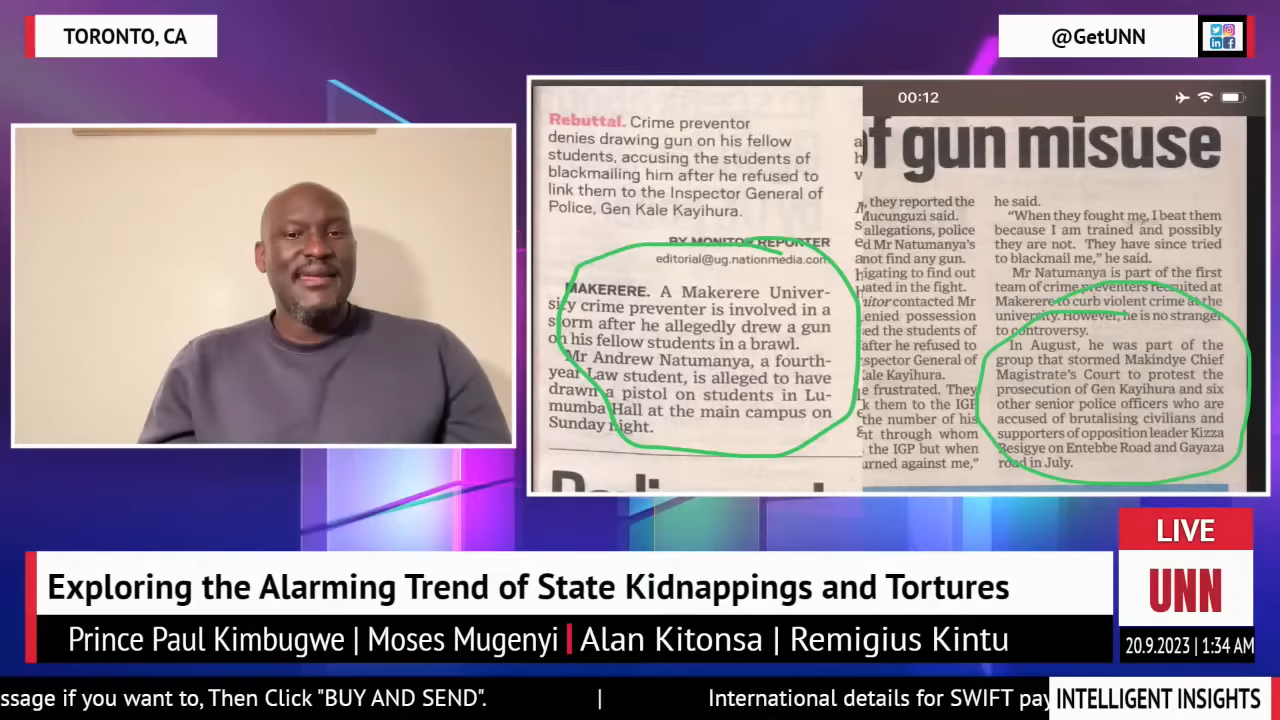 TORONTO, CA
@GetUNN
Rebuttal. Crime preventor
denies drawing gun on his fellow
students, accusing the students of
blackmailing him after he refused to
link them to the Inspector General of
Police, Gen Kale Kayihura.
BY MONITOR REPORTER
editorial@ug.nationmedia.com
MAKERERE. A Makerere Univer-
sity crime preventer is involved in a
storm after he allegedly drew a gun
on his fellow students in a brawl.
Mr Andrew Natumanya, a fourth-
year Law student, is alleged to have
drawn a pistol on students in Lu-
mumba Hall at the main campus on
Sunday night.
00:12
of gun misuse
, they reported the
Mucunguzi said.
allegations, police
d Mr Natumanya's
not find any gun.
igating to find out
ated in the fight.
nitor contacted Mr
enied possession
sed the students of
after he refused to
spector General of
Kale Kayihura.
e frustrated. They
k them to the IGP
the number of his
nt through whom
the IGP but when
urned against me,"
he said.
"When they fought me, I beat them
because I am trained and possibly
they are not. They have since tried
to blackmail me," he said.
Mr Natumanya is part of the first
team of crime preventers recruited at
Makerere to curb violent crime at the
university. However, he is no stranger
to controversy.
In August, he was part of the
group that stormed Makindye Chief
Magistrate's Court to protest the
prosecution of Gen Kayihura and six
other senior police officers who are
accused of brutalising civilians and
supporters of opposition leader Kizza
Besigye on Entebbe Road and Gayaza
road in July.
LIVE
UNN
20.9.2023 | 1:34 AM
Exploring the Alarming Trend of State Kidnappings and Tortures
Prince Paul Kimbugwe | Moses Mugenyi | Alan Kitonsa | Remigius Kintu
ssage if you want to, Then Click "BUY AND SEND". | International details for SWIFT pay
INTELLIGENT INSIGHTS